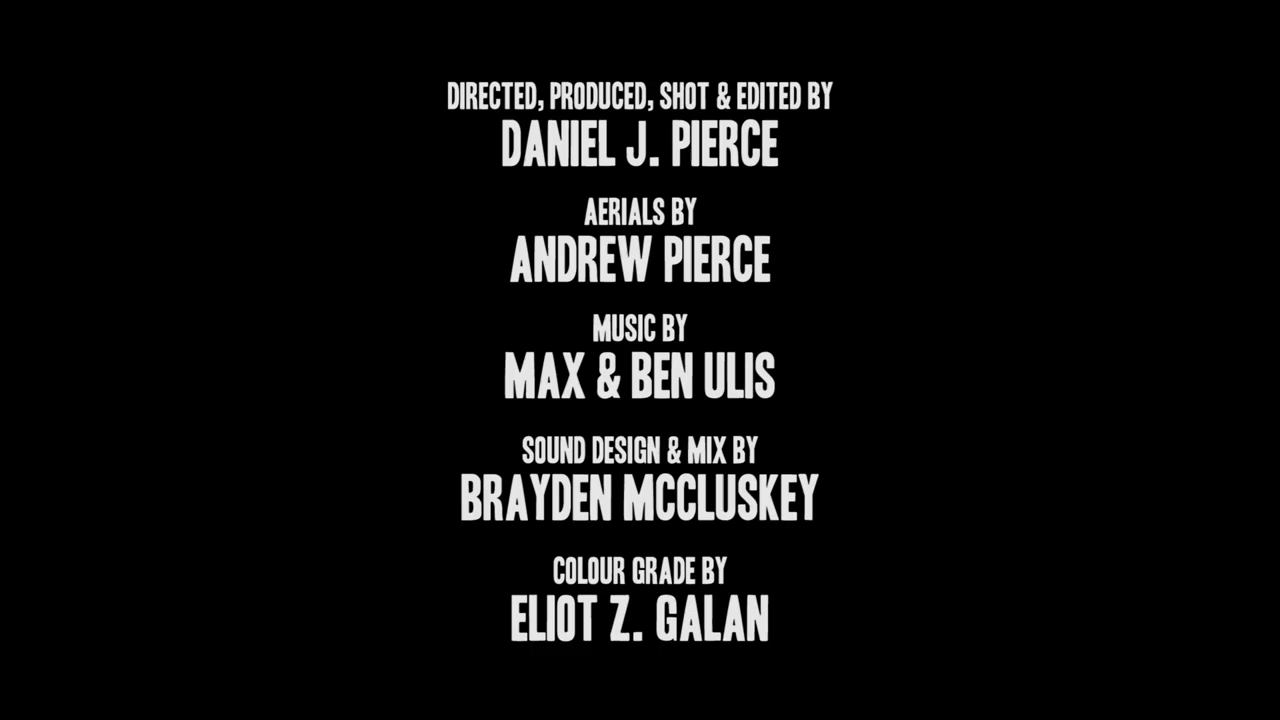 DIRECTED, PRODUCED, SHOT & EDITED BY
DANIEL J. PIERCE
AERIALS BY
ANDREW PIERCE
MUSIC BY
MAX & BEN ULIS
SOUND DESIGN & MIX BY
BRAYDEN MCCLUSKEY
COLOUR GRADE BY
ELIOT Z. GALAN